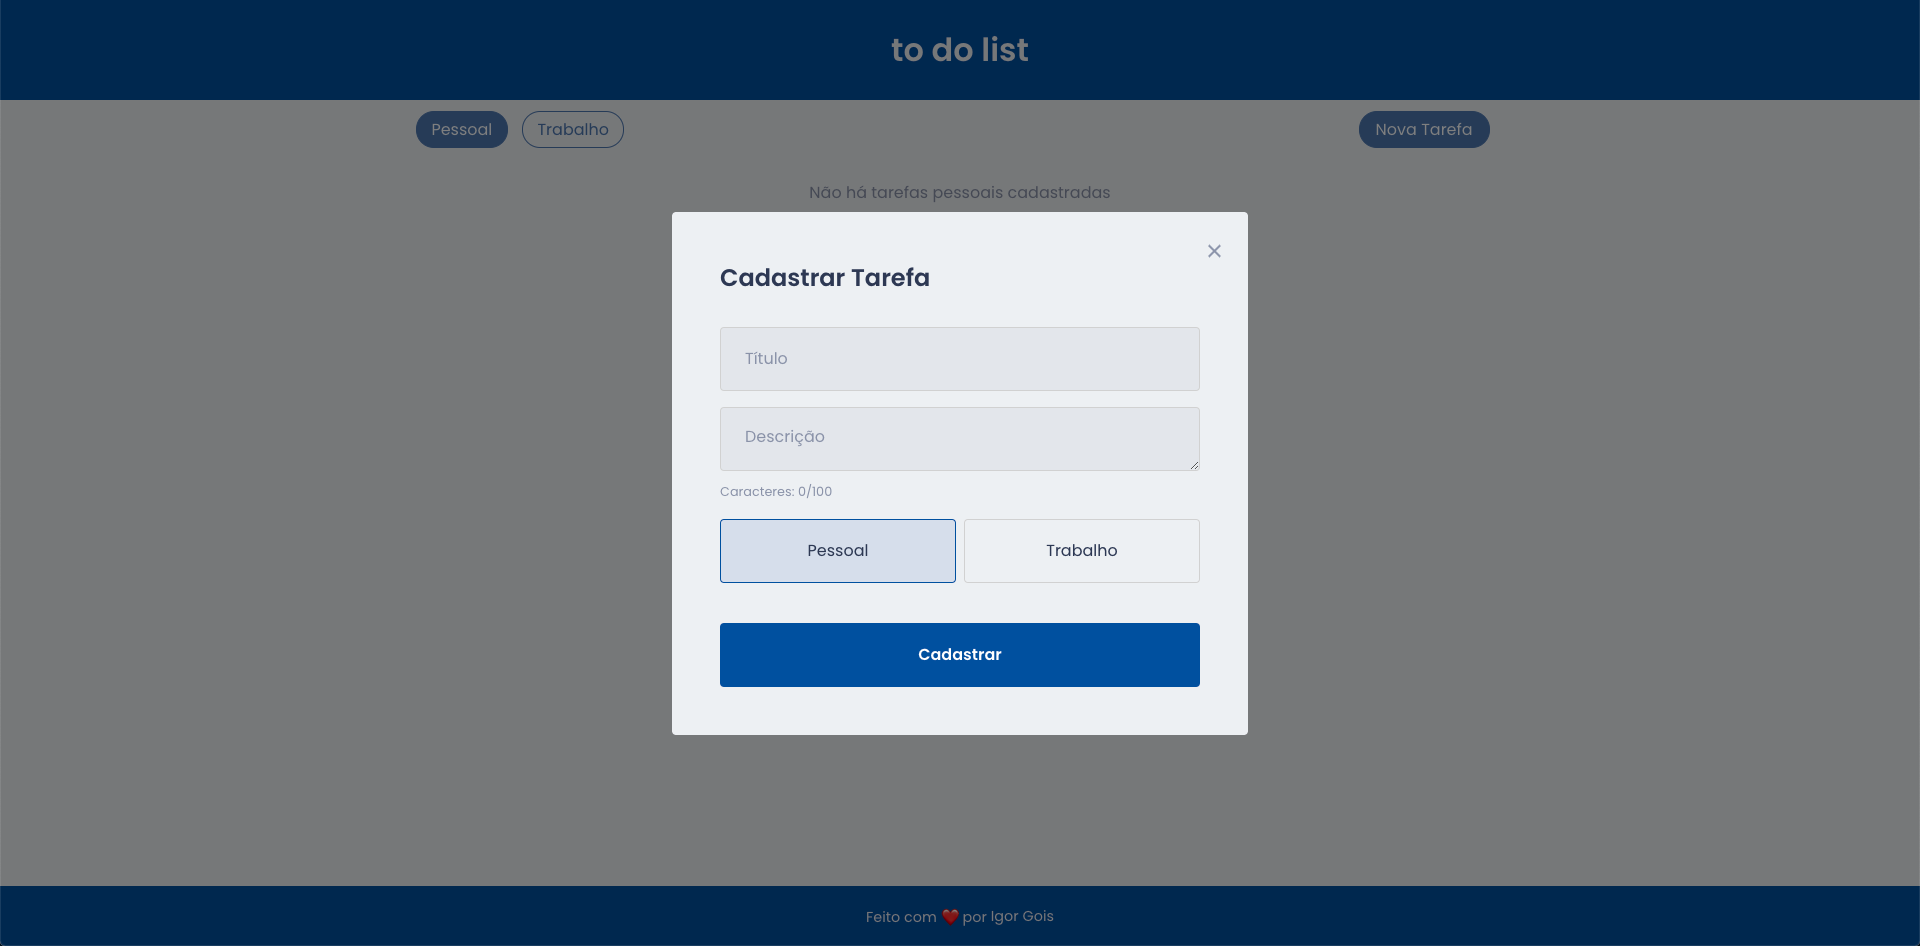 to do list
Pessoal Trabalho Nova Tarefa
Não há tarefas pessoais cadastradas
Cadastrar Tarefa
Título
Descrição
Caracteres: 0/100
Pessoal Trabalho
Cadastrar
Feito com ❤️ por Igor Gois